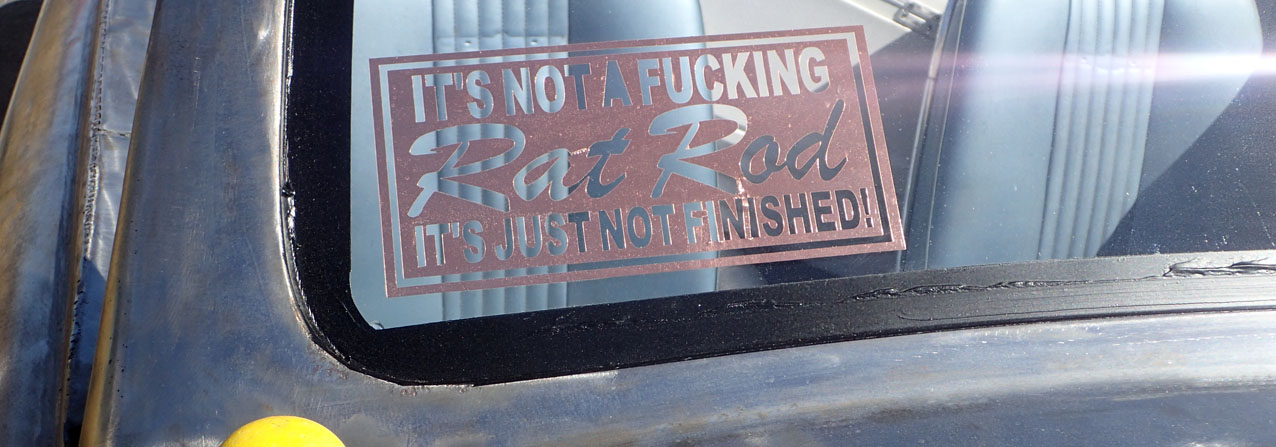 IT'S NOT A FUCKING
Rat Rod
IT'S JUST NOT FINISHED!